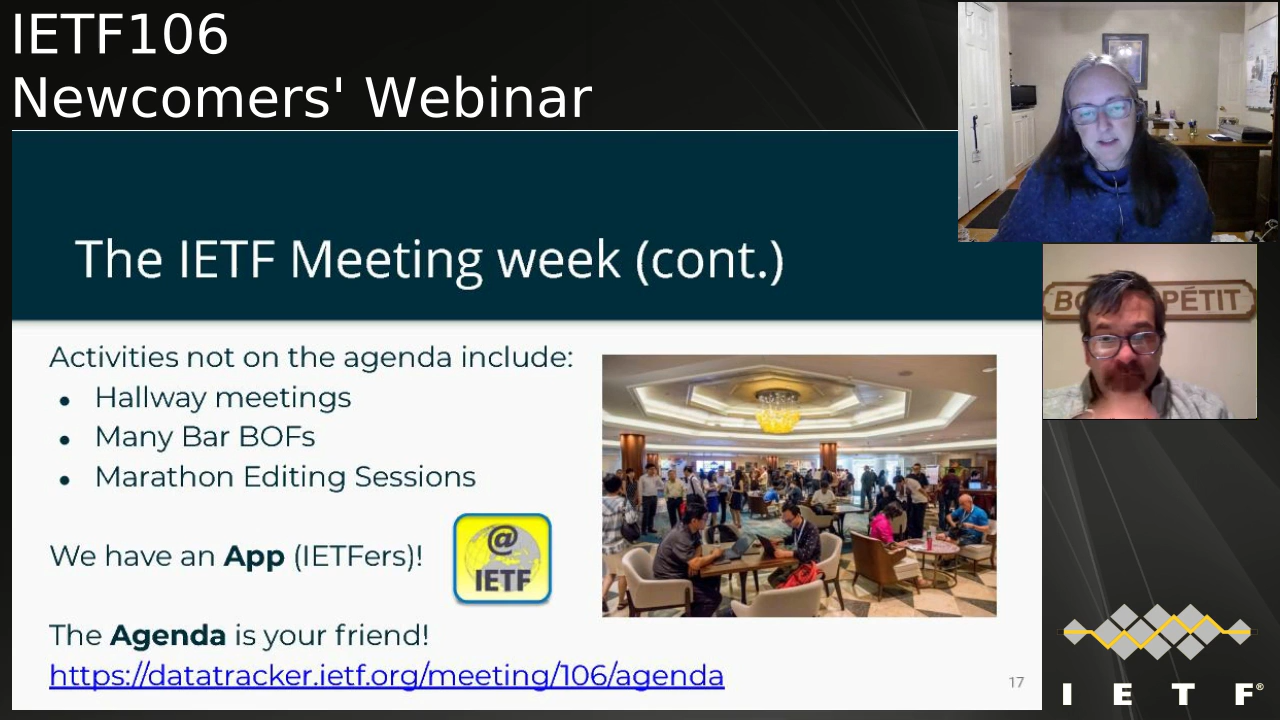 IETF106
Newcomers' Webinar
The IETF Meeting week (cont.)
Activities not on the agenda include:
● Hallway meetings
● Many Bar BOFs
● Marathon Editing Sessions
We have an App (IETFers)!
@
IETF
The Agenda is your friend!
https://datatracker.ietf.org/meeting/106/agenda
17
PÉTIT
I E T F®